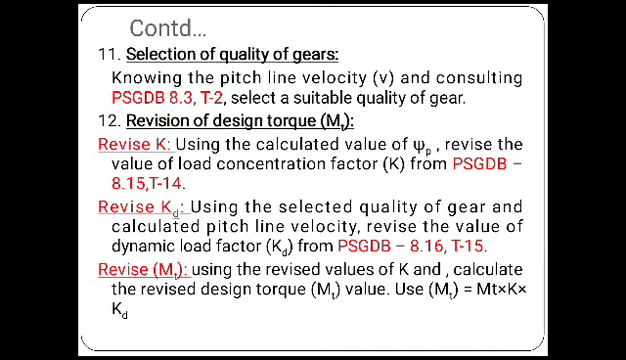 Contd…
11. Selection of quality of gears:
Knowing the pitch line velocity (v) and consulting
PSGDB 8.3, T-2, select a suitable quality of gear.
12. Revision of design torque (Mt):
Revise K: Using the calculated value of ψp , revise the
value of load concentration factor (K) from PSGDB –
8.15,T-14.
Revise Kd: Using the selected quality of gear and
calculated pitch line velocity, revise the value of
dynamic load factor (Kd) from PSGDB – 8.16, T-15.
Revise (Mt): using the revised values of K and , calculate
the revised design torque (Mt) value. Use (Mt) = Mt×K×
Kd